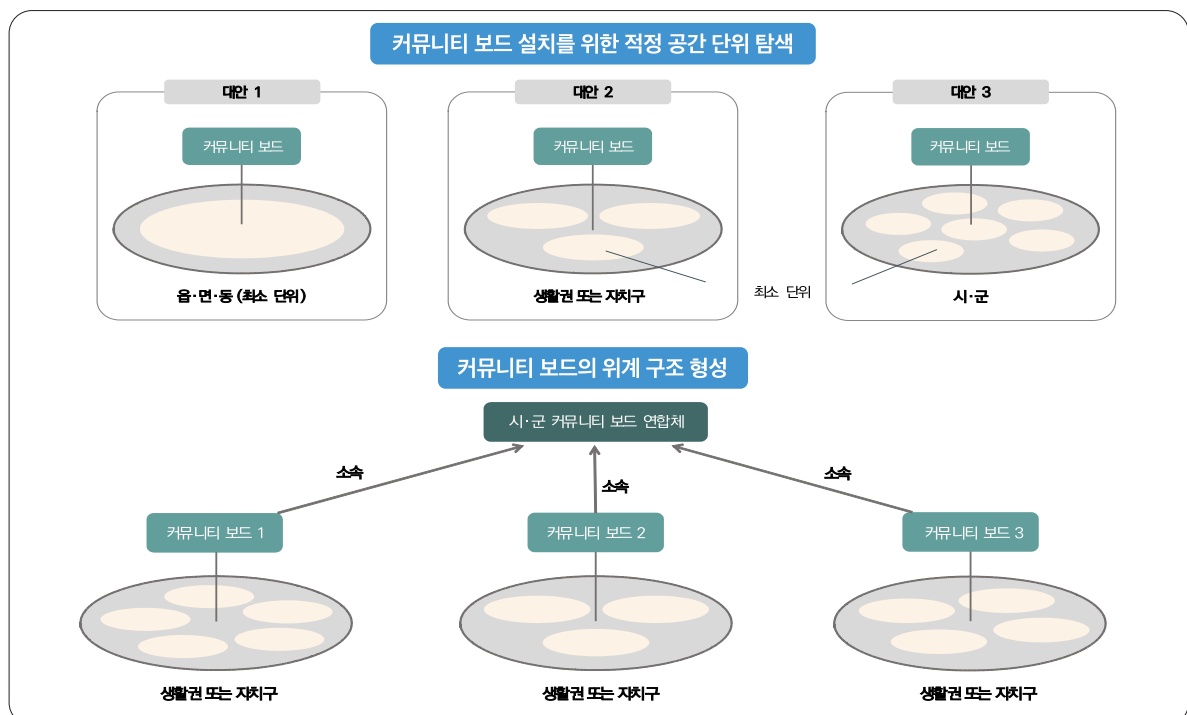 커뮤니티 보드 설치를 위한 적정 공간 단위 탐색
대안 1
대안 2
대안 3
커뮤니티 보드
커뮤니티 보드
커뮤니티 보드
읍·면·동 (최소 단위)
생활권 또는 자치구
최소 단위
시·군
커뮤니티 보드의 위계 구조 형성
시·군 커뮤니티 보드 연합체
소속
소속
소속
커뮤니티 보드 1
커뮤니티 보드 2
커뮤니티 보드 3
생활권 또는 자치구
생활권 또는 자치구
생활권 또는 자치구